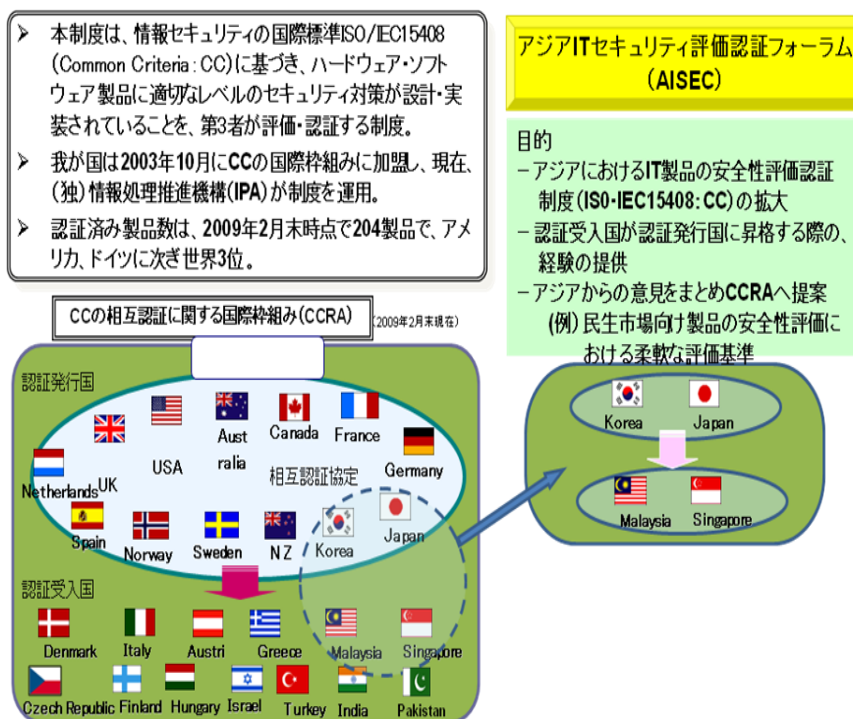 ➢ 本制度は、情報セキュリティの国際標準ISO/IEC15408
(Common Criteria:CC)に基づき、ハードウェア・ソフト
ウェア製品に適切なレベルのセキュリティ対策が設計・実
装されていることを、第3者が評価・認証する制度。
➢ 我が国は2003年10月にCCの国際枠組みに加盟し、現在、
(独)情報処理推進機構(IPA)が制度を運用。
➢ 認証済み製品数は、2009年2月末時点で204製品で、アメ
リカ、ドイツに次ぎ世界3位。
アジアITセキュリティ評価認証フォーラム
(AISEC)
目的
－アジアにおけるIT製品の安全性評価認証
制度(ISO・IEC15408:CC)の拡大
－認証受入国が認証発行国に昇格する際の、
経験の提供
－アジアからの意見をまとめCCRAへ提案
(例)民生市場向け製品の安全性評価に
おける柔軟な評価基準
CCの相互認証に関する国際枠組み(CCRA)
(2009年2月末現在)
認証発行国
UK
USA
Aust
ralia
Canada
France
Germany
Netherlands
相互認証協定
Spain
Norway
Sweden
NZ
Korea
Japan
認証受入国
Denmark
Italy
Austri
Greece
Malaysia
Singapore
Czech Republic
Finland
Hungary
Israel
Turkey
India
Pakistan
Korea
Japan
Malaysia
Singapore